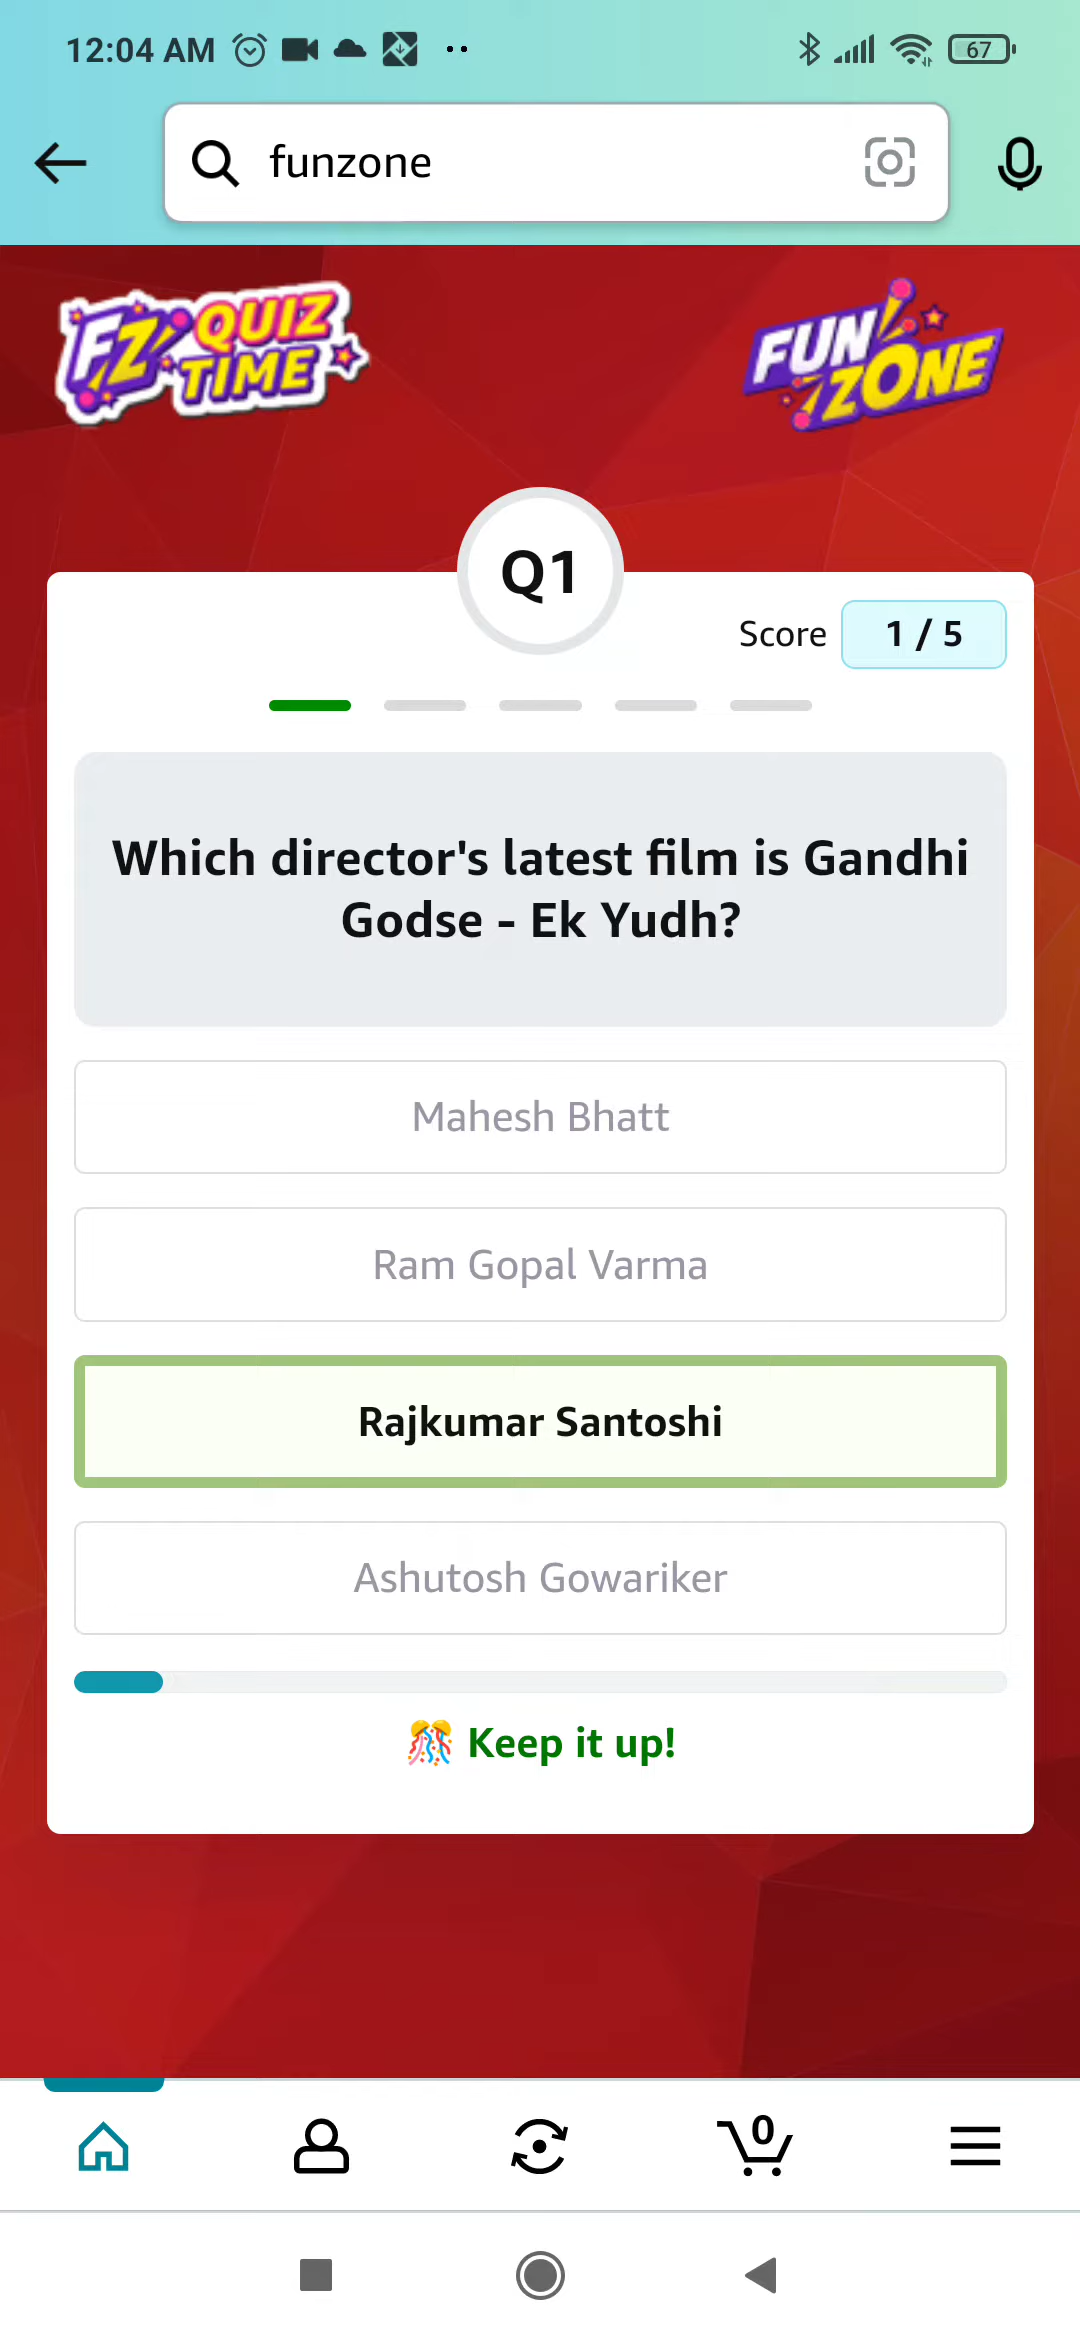 12:04 AM
67
funzone
FZ QUIZ TIME
FUN ZONE
Q1
Score 1 / 5
Which director's latest film is Gandhi
Godse - Ek Yudh?
Mahesh Bhatt
Ram Gopal Varma
Rajkumar Santoshi
Ashutosh Gowariker
🎊 Keep it up!
0